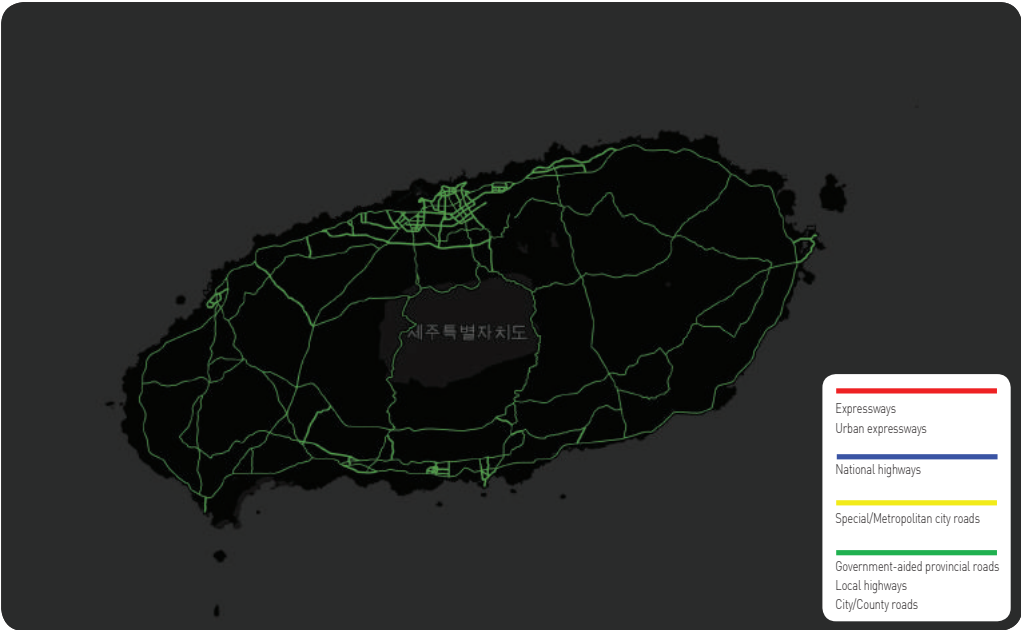 제주특별자치도
Expressways
Urban expressways
National highways
Special/Metropolitan city roads
Government-aided provincial roads
Local highways
City/County roads